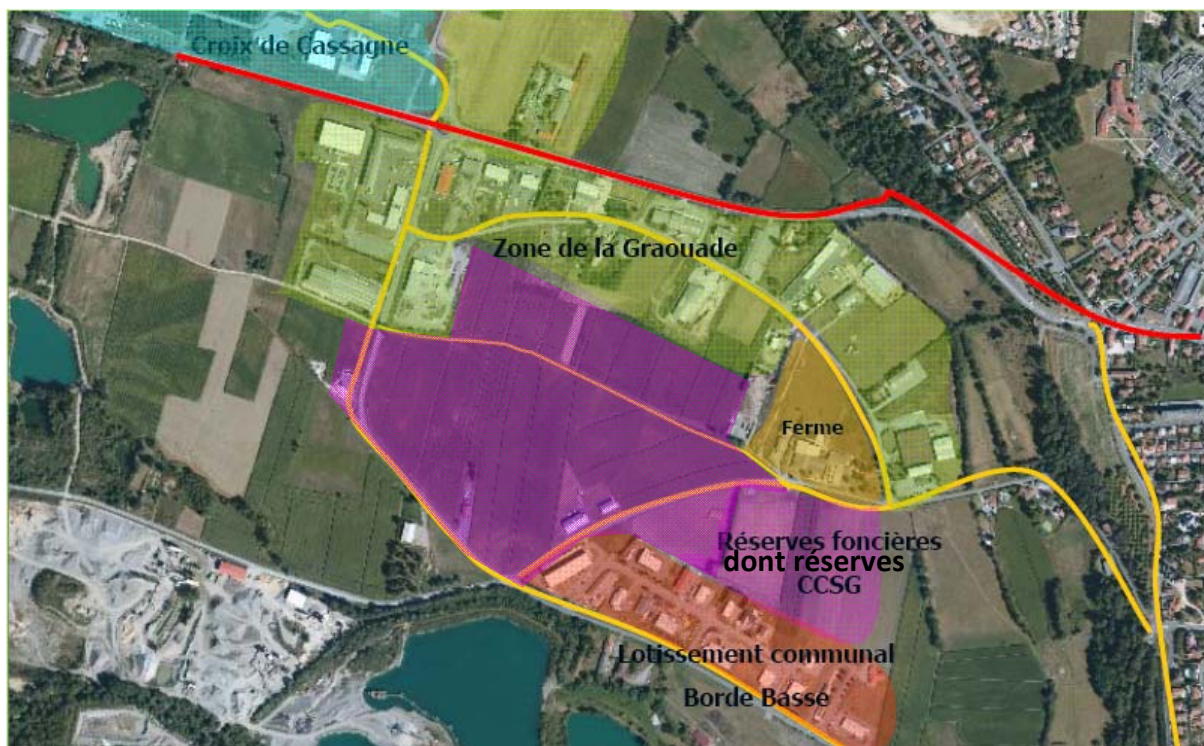 Croix de Cassagne
Zone de la Graouade
Ferme
Réserves foncières
dont réserves
CCSG
Lotissement communal
Borde Basse